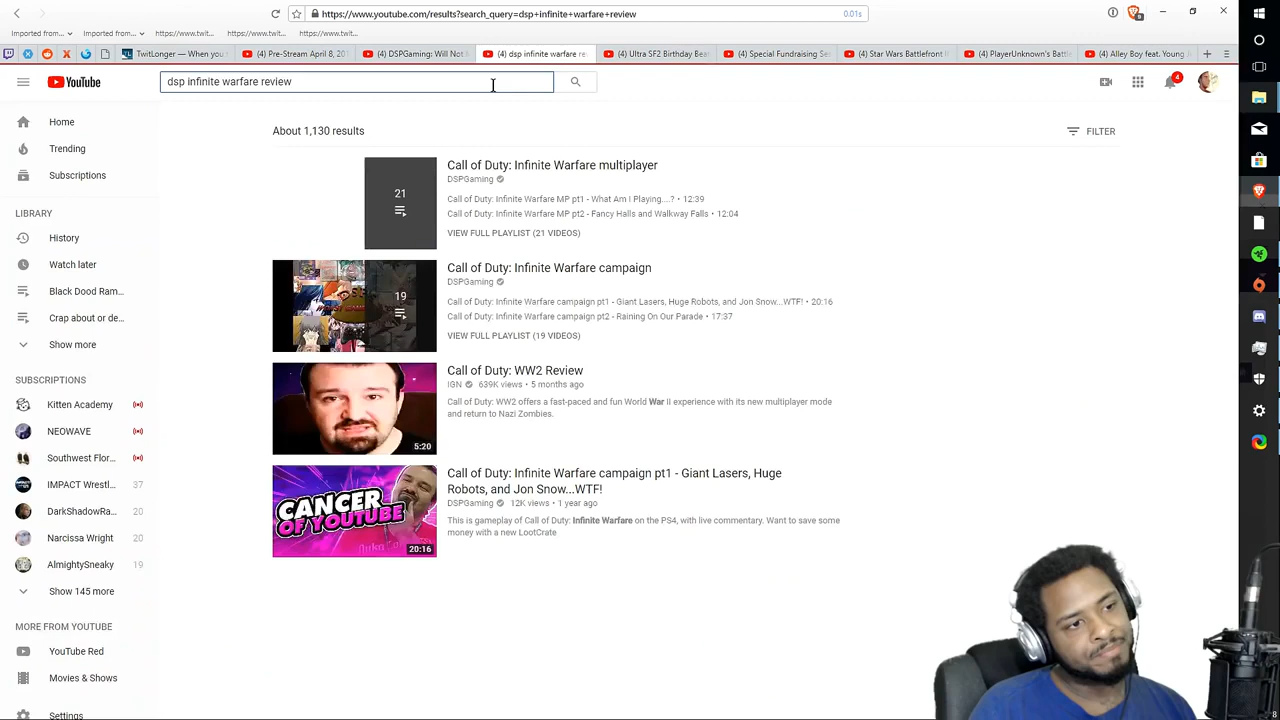 https://www.youtube.com/results?search_query=dsp+infinite+warfare+review
0.01s
9
Imported from...
Imported from...
https://www.twit...
https://www.twit...
https://www.twit...
TwitLonger — When you
(4) Pre-Stream April 8, 201
(4) DSPGaming: Will Not
(4) dsp infinite warfare re
(4) Ultra SF2 Birthday Bea
(4) Special Fundraising Se
(4) Star Wars Battlefront I
(4) PlayerUnknown's Battl
(4) Alley Boy feat. Young J
YouTube
dsp infinite warfare review
4
Home
Trending
Subscriptions
LIBRARY
History
Watch later
Black Dood Ram...
Crap about or de...
Show more
SUBSCRIPTIONS
Kitten Academy
NEOWAVE
Southwest Flor...
IMPACT Wrestl...
37
DarkShadowRa...
20
Narcissa Wright
20
AlmightySneaky
19
Show 145 more
MORE FROM YOUTUBE
YouTube Red
Movies & Shows
Settings
About 1,130 results
FILTER
21
Call of Duty: Infinite Warfare multiplayer
DSPGaming
Call of Duty: Infinite Warfare MP pt1 - What Am I Playing....? • 12:39
Call of Duty: Infinite Warfare MP pt2 - Fancy Halls and Walkway Falls • 12:04
VIEW FULL PLAYLIST (21 VIDEOS)
19
Call of Duty: Infinite Warfare campaign
DSPGaming
Call of Duty: Infinite Warfare campaign pt1 - Giant Lasers, Huge Robots, and Jon Snow...WTF! • 20:16
Call of Duty: Infinite Warfare campaign pt2 - Raining On Our Parade • 17:37
VIEW FULL PLAYLIST (19 VIDEOS)
5:20
Call of Duty: WW2 Review
IGN 639K views • 5 months ago
Call of Duty: WW2 offers a fast-paced and fun World War II experience with its new multiplayer mode
and return to Nazi Zombies.
CANCER
OF YOUTUBE
20:16
Call of Duty: Infinite Warfare campaign pt1 - Giant Lasers, Huge
Robots, and Jon Snow...WTF!
DSPGaming 12K views • 1 year ago
This is gameplay of Call of Duty: Infinite Warfare on the PS4, with live commentary. Want to save some
money with a new LootCrate